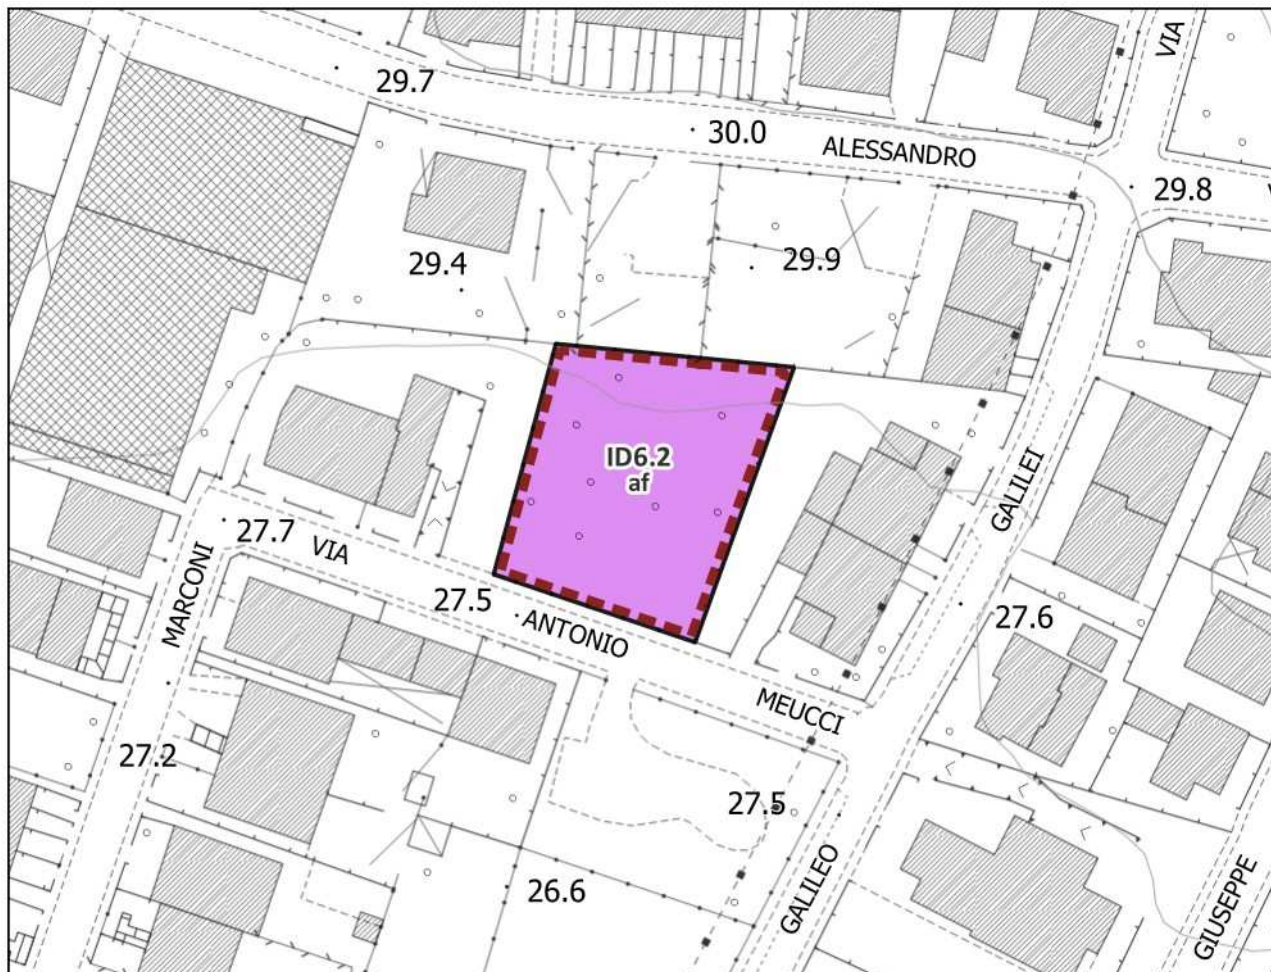 VIA
29.7
30.0
ALESSANDRO
29.8
29.9
29.4
ID6.2
af
GALILEI
27.7
VIA
MARCONI
27.5
ANTONIO
27.6
MEUCCI
27.2
27.5
26.6
GALILEO
GIUSEPPE